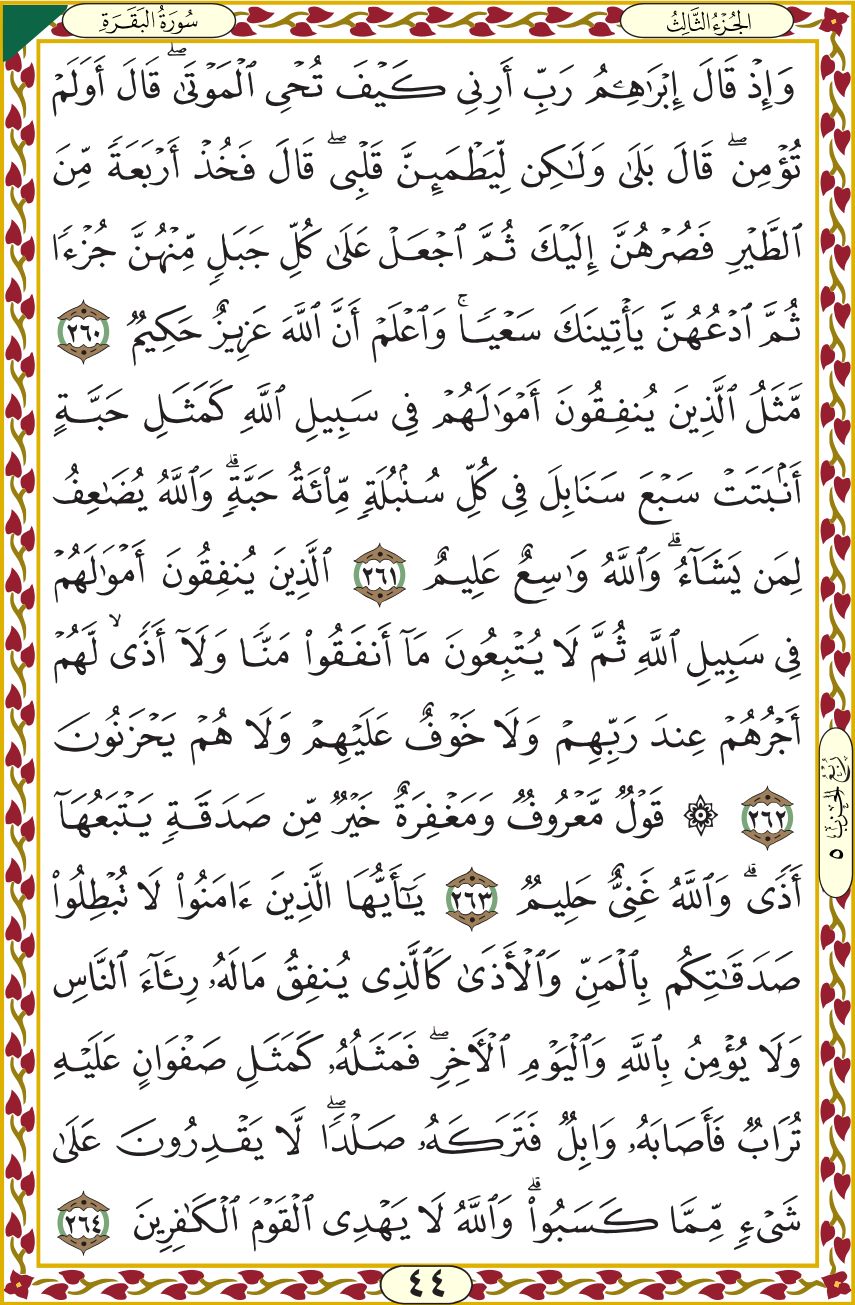 الجُزْءُ الثَّالِثُ
سُورَةُ البَقَرَةِ
وَإِذۡ قَالَ إِبۡرَٰهِـۧمُ رَبِّ أَرِنِي كَيۡفَ تُحۡيِ ٱلۡمَوۡتَىٰۖ قَالَ أَوَلَمۡ
تُؤۡمِنۖ قَالَ بَلَىٰ وَلَٰكِن لِّيَطۡمَئِنَّ قَلۡبِيۖ قَالَ فَخُذۡ أَرۡبَعَةٗ مِّنَ
ٱلطَّيۡرِ فَصُرۡهُنَّ إِلَيۡكَ ثُمَّ ٱجۡعَلۡ عَلَىٰ كُلِّ جَبَلٖ مِّنۡهُنَّ جُزۡءٗا
ثُمَّ ٱدۡعُهُنَّ يَأۡتِينَكَ سَعۡيٗاۚ وَٱعۡلَمۡ أَنَّ ٱللَّهَ عَزِيزٌ حَكِيمٞ ٢٦٠
مَّثَلُ ٱلَّذِينَ يُنفِقُونَ أَمۡوَٰلَهُمۡ فِي سَبِيلِ ٱللَّهِ كَمَثَلِ حَبَّةٍ
أَنۢبَتَتۡ سَبۡعَ سَنَابِلَ فِي كُلِّ سُنۢبُلَةٖ مِّاْئَةُ حَبَّةٖۗ وَٱللَّهُ يُضَٰعِفُ
لِمَن يَشَآءُۗ وَٱللَّهُ وَٰسِعٌ عَلِيمٌ ٢٦١ ٱلَّذِينَ يُنفِقُونَ أَمۡوَٰلَهُمۡ
فِي سَبِيلِ ٱللَّهِ ثُمَّ لَا يُتۡبِعُونَ مَآ أَنفَقُواْ مَنّٗا وَلَآ أَذٗى لَّهُمۡ
أَجۡرُهُمۡ عِندَ رَبِّهِمۡ وَلَا خَوۡفٌ عَلَيۡهِمۡ وَلَا هُمۡ يَحۡزَنُونَ
٢٦٢ ۞ قَوۡلٞ مَّعۡرُوفٞ وَمَغۡفِرَةٌ خَيۡرٞ مِّن صَدَقَةٖ يَتۡبَعُهَآ
أَذٗىۗ وَٱللَّهُ غَنِيٌّ حَلِيمٞ ٢٦٣ يَٰٓأَيُّهَا ٱلَّذِينَ ءَامَنُواْ لَا تُبۡطِلُواْ
صَدَقَٰتِكُم بِٱلۡمَنِّ وَٱلۡأَذَىٰ كَٱلَّذِي يُنفِقُ مَالَهُۥ رِئَآءَ ٱلنَّاسِ
وَلَا يُؤۡمِنُ بِٱللَّهِ وَٱلۡيَوۡمِ ٱلۡأٓخِرِۖ فَمَثَلُهُۥ كَمَثَلِ صَفۡوَانٍ عَلَيۡهِ
تُرَابٞ فَأَصَابَهُۥ وَابِلٞ فَتَرَكَهُۥ صَلۡدٗاۖ لَّا يَقۡدِرُونَ عَلَىٰ
شَيۡءٖ مِّمَّا كَسَبُواْۗ وَٱللَّهُ لَا يَهۡدِي ٱلۡقَوۡمَ ٱلۡكَٰفِرِينَ ٢٦٤
رُبْعُ الحِزْبِ ٥
٤٤